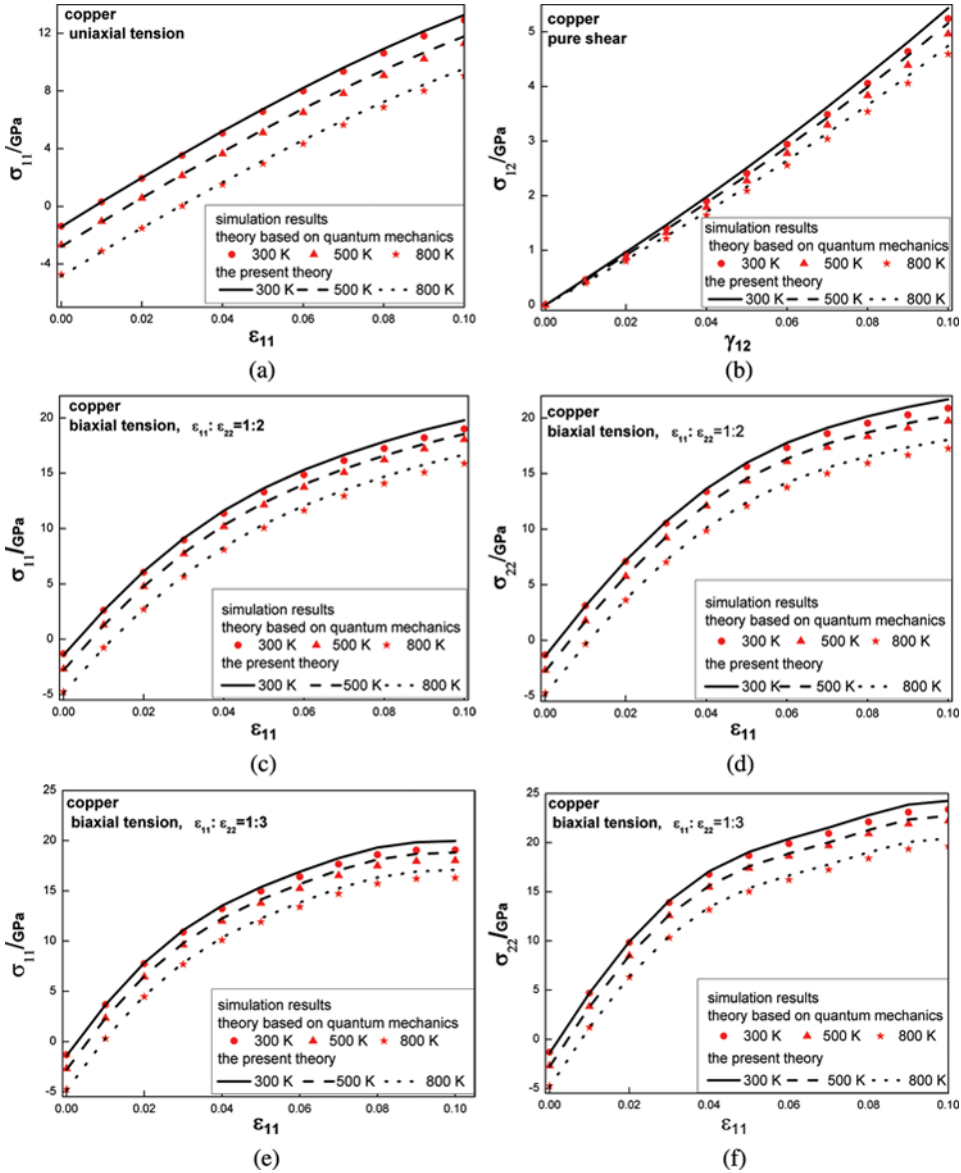 copper
uniaxial tension
σ11/GPa
12
8
4
0
-4
simulation results
theory based on quantum mechanics
300 K 500 K 800 K
the present theory
300 K 500 K 800 K
0.00 0.02 0.04 0.06 0.08 0.10
ε11
(a)
copper
pure shear
σ12/GPa
5
4
3
2
1
0
simulation results
theory based on quantum mechanics
300 K 500 K 800 K
the present theory
300 K 500 K 800 K
0.00 0.02 0.04 0.06 0.08 0.10
γ12
(b)
copper
biaxial tension, ε11: ε22=1:2
σ11/GPa
20
15
10
5
0
-5
simulation results
theory based on quantum mechanics
300 K 500 K 800 K
the present theory
300 K 500 K 800 K
0.00 0.02 0.04 0.06 0.08 0.10
ε11
(c)
copper
biaxial tension, ε11: ε22=1:2
σ22/GPa
20
15
10
5
0
-5
simulation results
theory based on quantum mechanics
300 K 500 K 800 K
the present theory
300 K 500 K 800 K
0.00 0.02 0.04 0.06 0.08 0.10
ε11
(d)
copper
biaxial tension, ε11: ε22=1:3
σ11/GPa
25
20
15
10
5
0
-5
simulation results
theory based on quantum mechanics
300 K 500 K 800 K
the present theory
300 K 500 K 800 K
0.00 0.02 0.04 0.06 0.08 0.10
ε11
(e)
copper
biaxial tension, ε11: ε22=1:3
σ22/GPa
25
20
15
10
5
0
-5
simulation results
theory based on quantum mechanics
300 K 500 K 800 K
the present theory
300 K 500 K 800 K
0.00 0.02 0.04 0.06 0.08 0.10
ε11
(f)